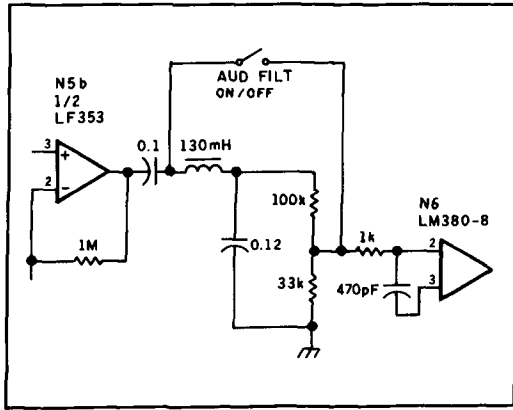 N5b
1/2
LF353
AUD FILT
ON/OFF
3
+
2
-
0.1
130mH
1M
0.12
100k
33k
1k
470pF
N6
LM380-8
2
3